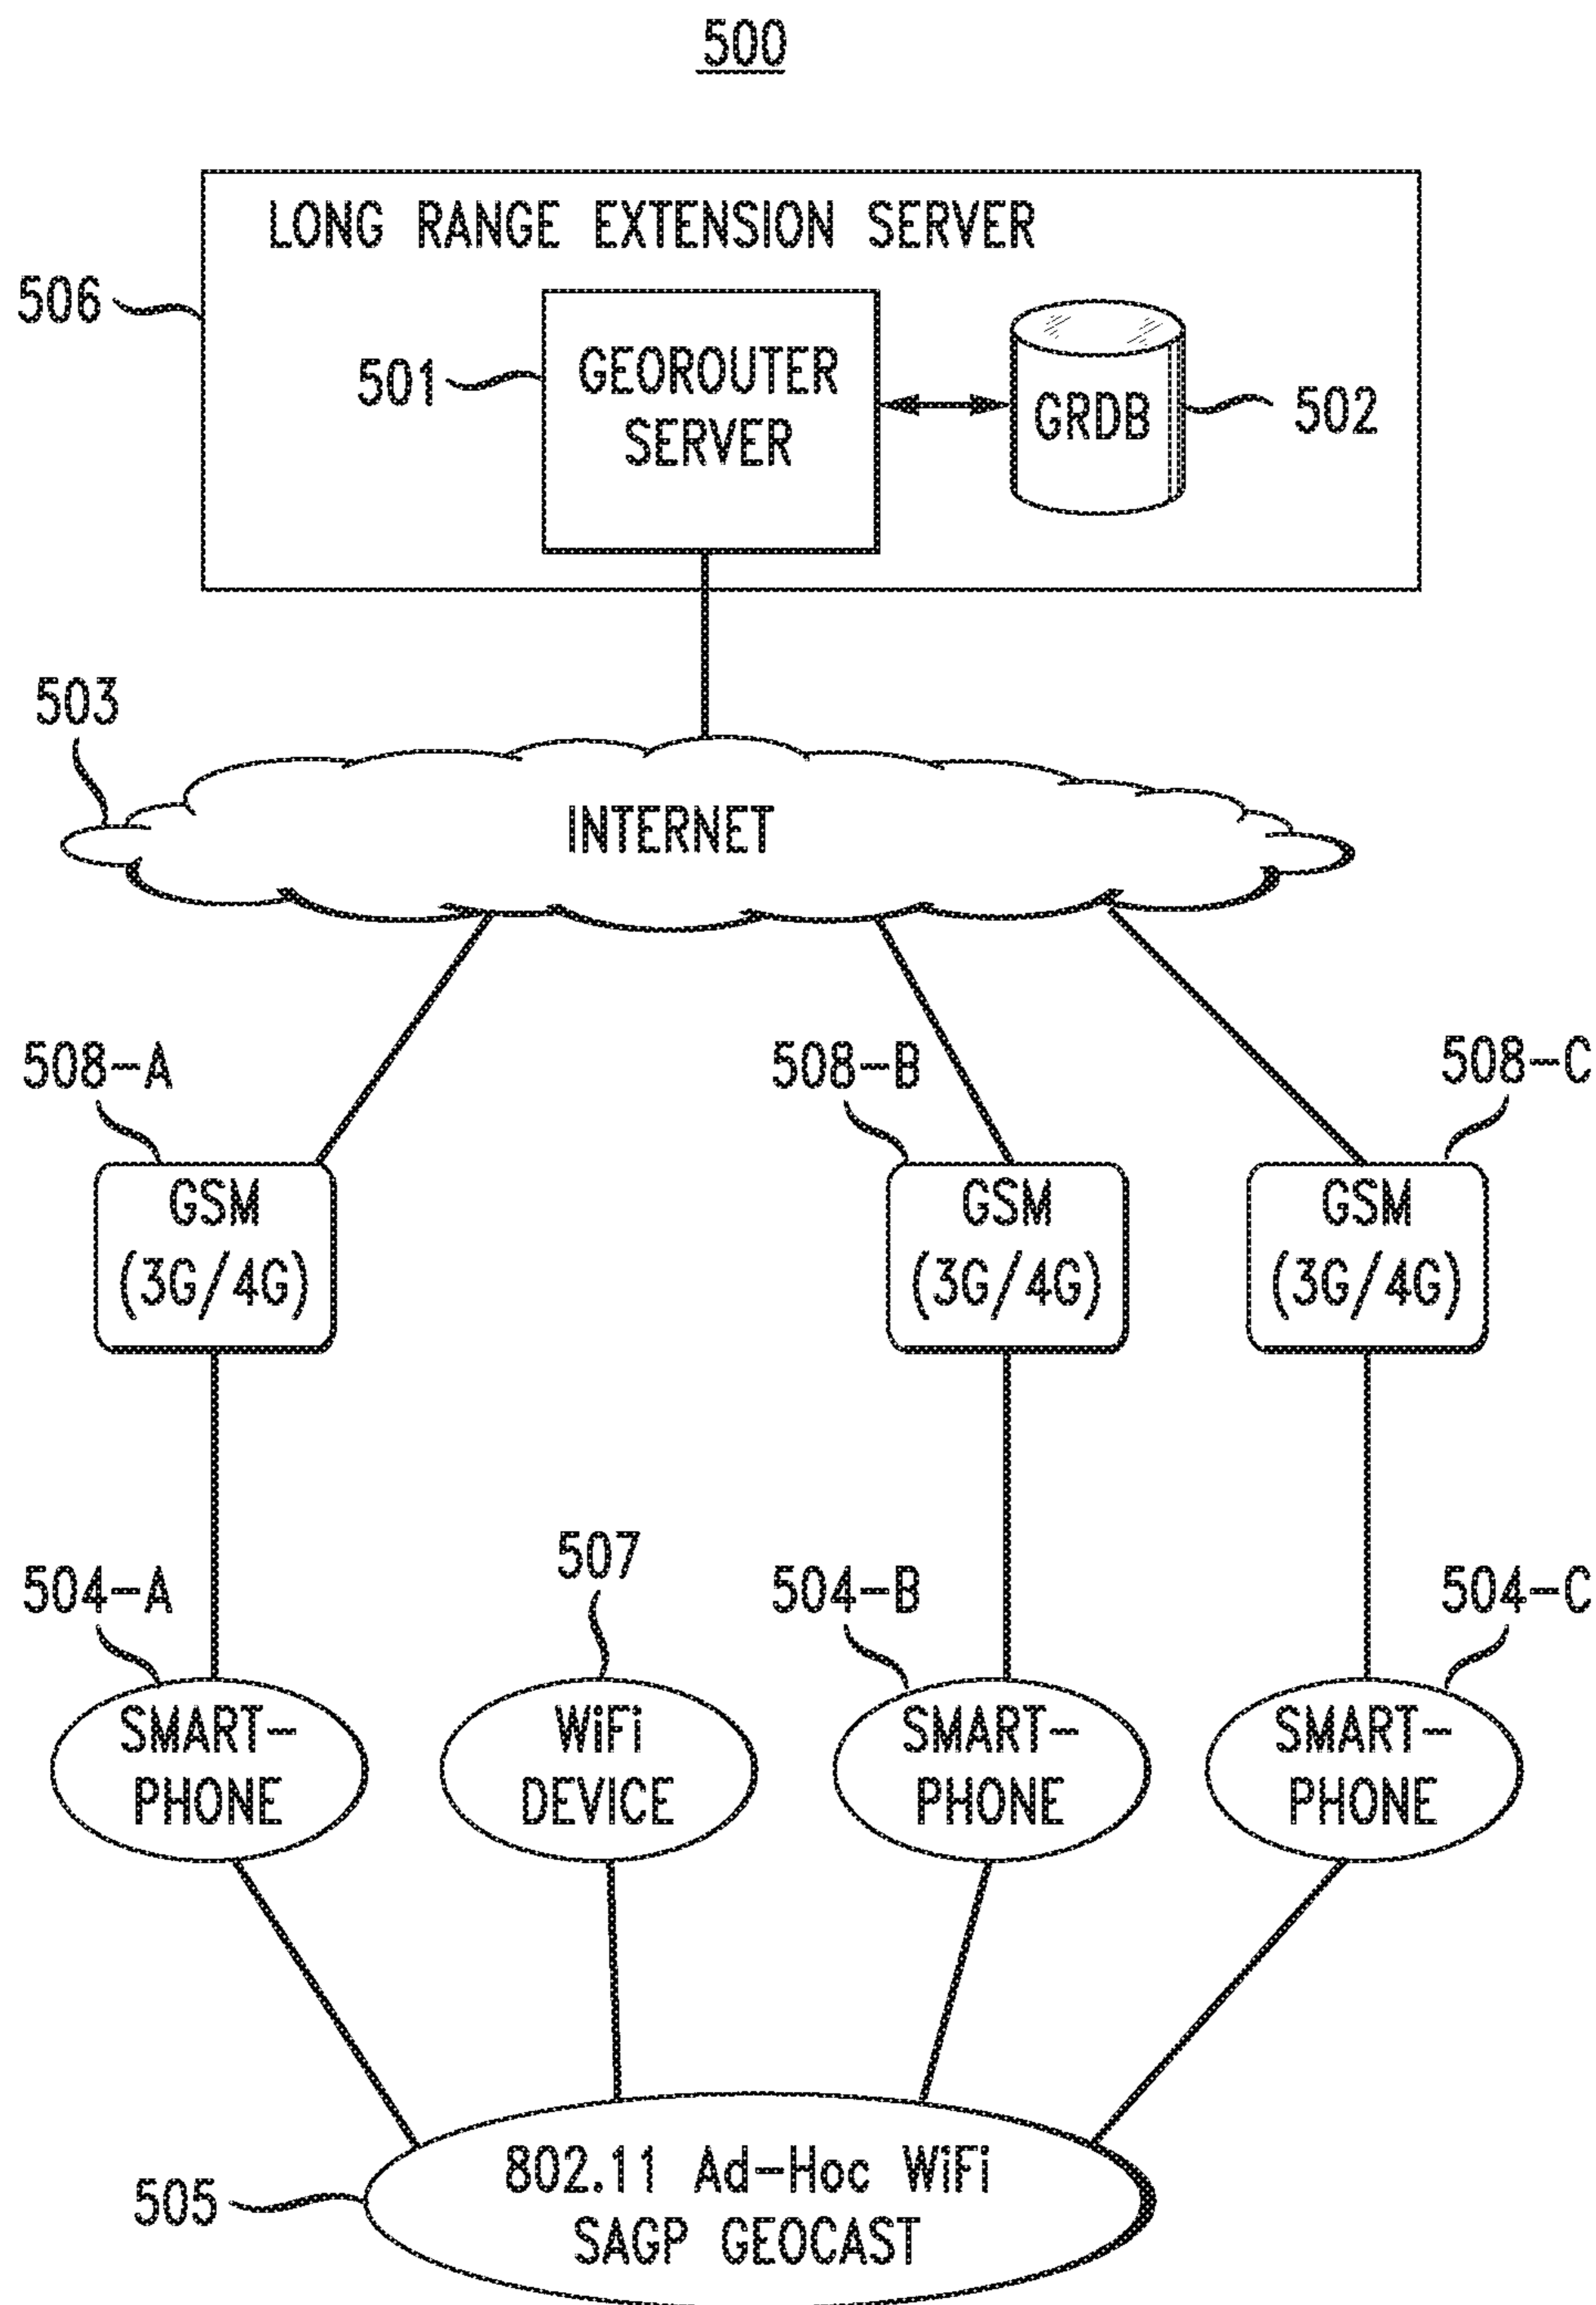 500
LONG RANGE EXTENSION SERVER
506
501
GEOROUTER
SERVER
GRDB
502
503
INTERNET
508-A
508-B
508-C
GSM
(3G/4G)
GSM
(3G/4G)
GSM
(3G/4G)
504-A
507
504-B
504-C
SMART-
PHONE
WiFi
DEVICE
SMART-
PHONE
SMART-
PHONE
505
802.11 Ad-Hoc WiFi
SAGP GEOCAST